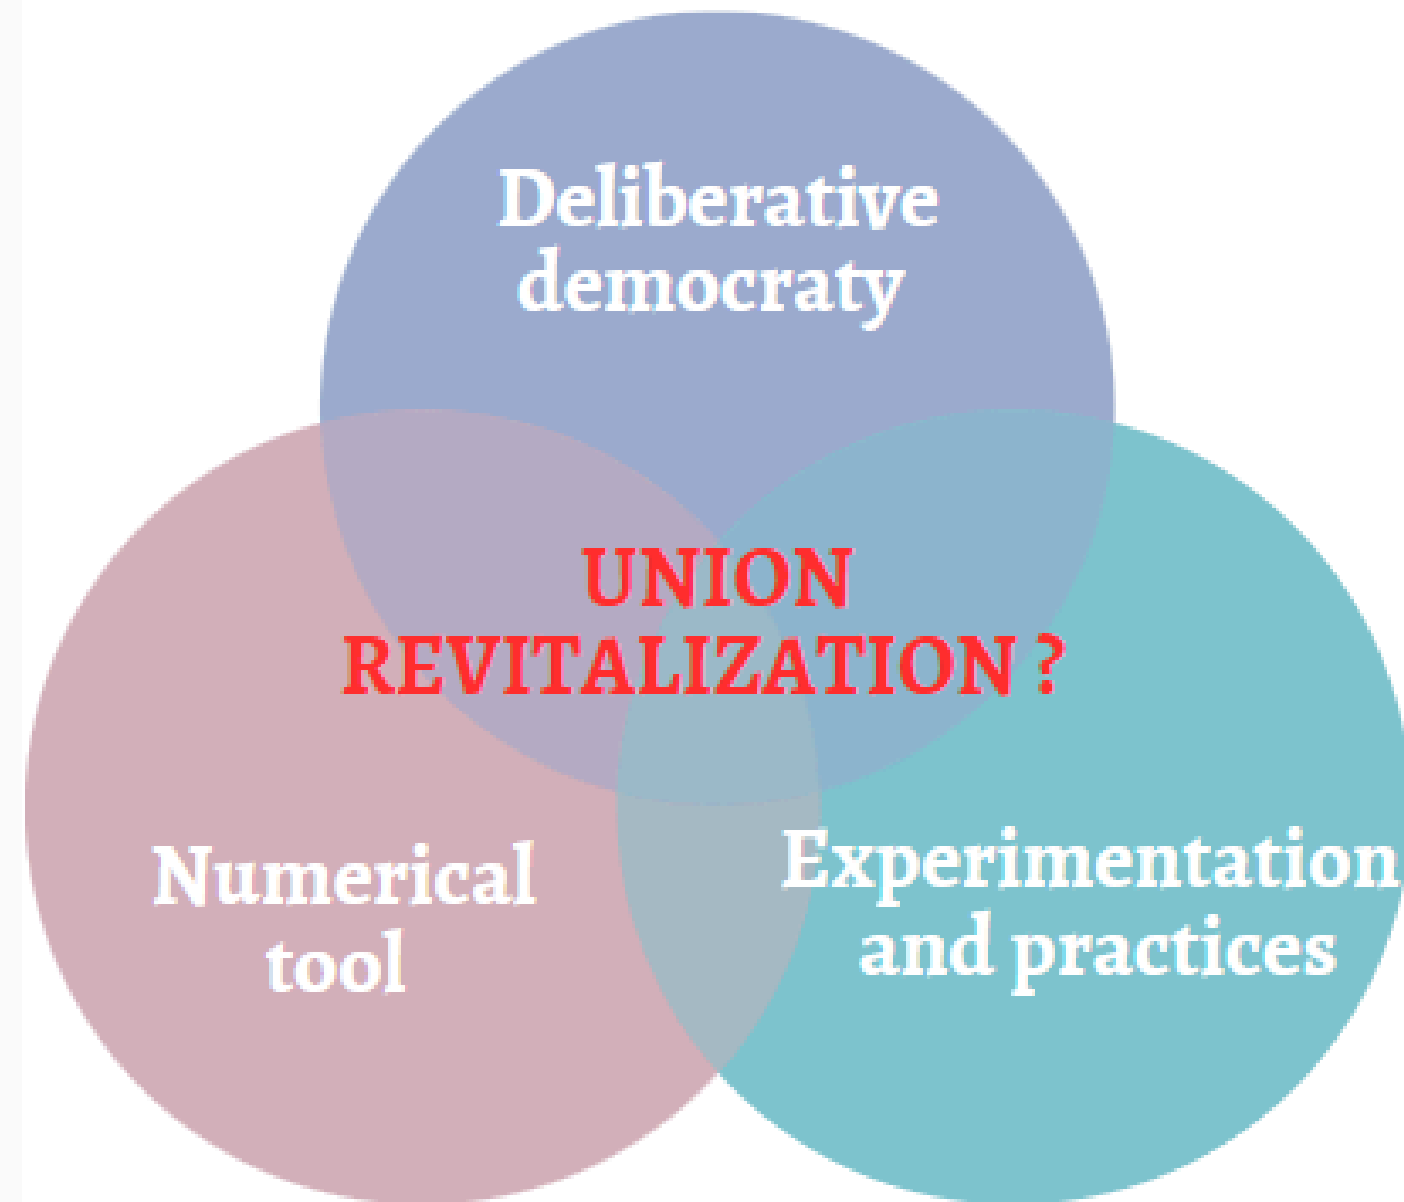 Deliberative
democraty
UNION
REVITALIZATION ?
Numerical
tool
Experimentation
and practices